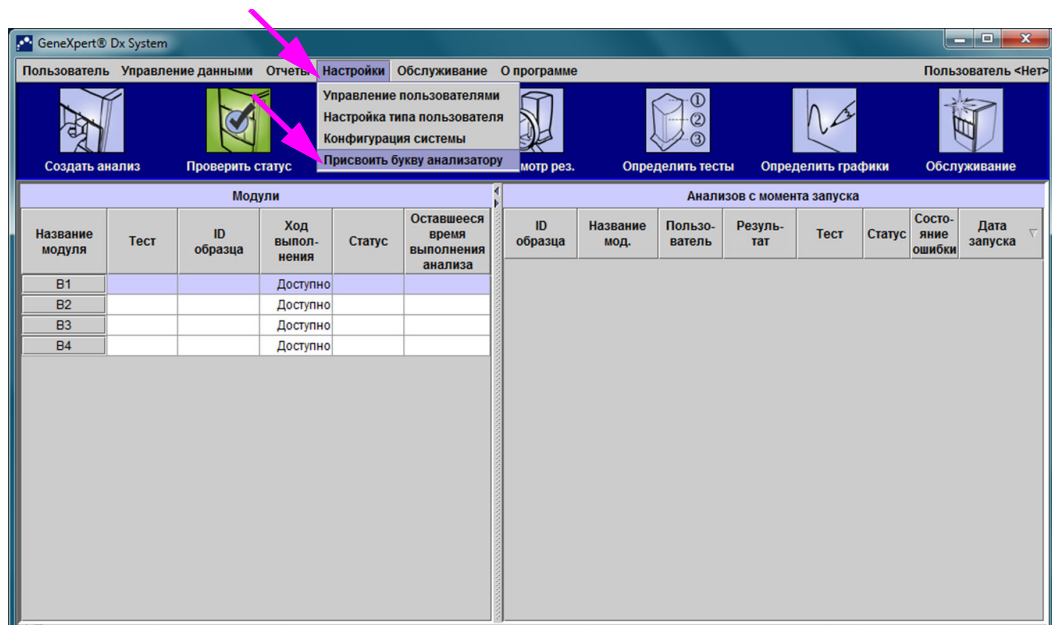 GeneXpert® Dx System
Пользователь Управление данными Отчеты Настройки Обслуживание О программе Пользователь <Нет>
Управление пользователями
Настройка типа пользователя
Конфигурация системы
Присвоить букву анализатору
Создать анализ Проверить статус рез. Определить тесты Определить графики Обслуживание
Модули
Название модуля Тест ID образца Ход выпол-нения Статус Оставшееся время выполнения анализа
B1 Доступно
B2 Доступно
B3 Доступно
B4 Доступно
Анализов с момента запуска
ID образца Название мод. Пользо-ватель Резуль-тат Тест Статус Состо-яние ошибки Дата запуска